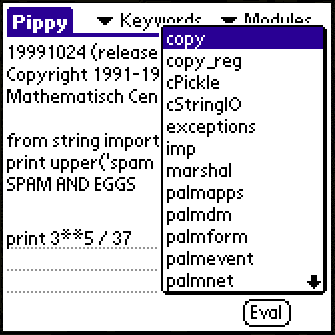 Pippy
Keywords
Modules
19991024 (release
Copyright 1991-19
Mathematisch Cen
from string import
print upper('spam
SPAM AND EGGS
print 3**5 / 37
copy
copy_reg
cPickle
cStringIO
exceptions
imp
marshal
palmapps
palmdm
palmform
palmevent
palmnet
Eval